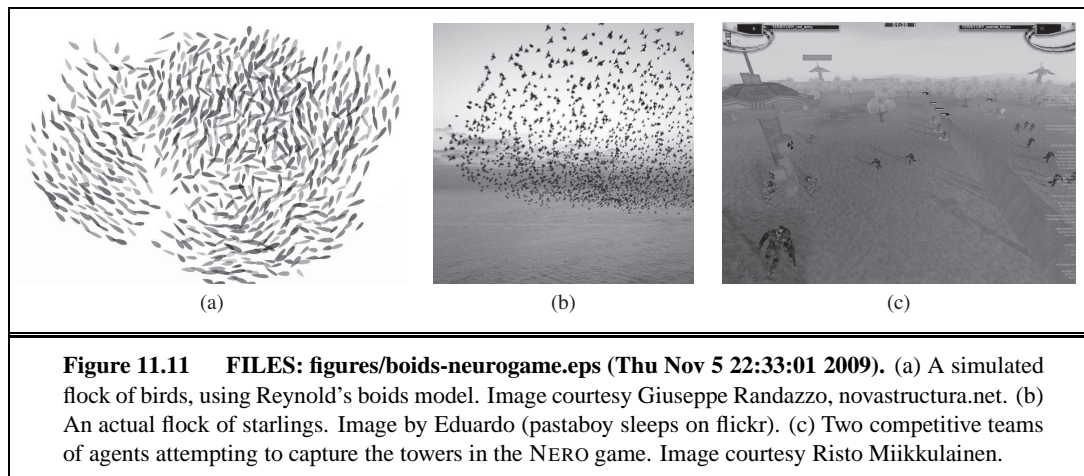 (a)
(b)
(c)
Figure 11.11 FILES: figures/boids-neurogame.eps (Thu Nov 5 22:33:01 2009). (a) A simulated
flock of birds, using Reynold's boids model. Image courtesy Giuseppe Randazzo, novastructura.net. (b)
An actual flock of starlings. Image by Eduardo (pastaboy sleeps on flickr). (c) Two competitive teams
of agents attempting to capture the towers in the NERO game. Image courtesy Risto Miikkulainen.